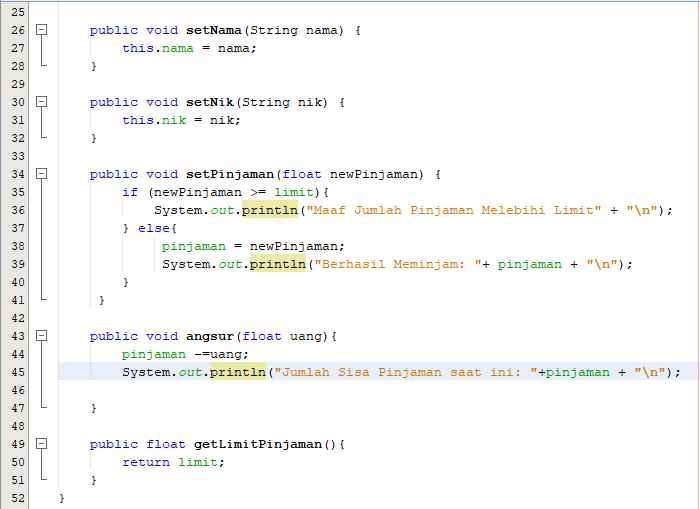 25
26 public void setNama(String nama) {
27 this.nama = nama;
28 }
29
30 public void setNik(String nik) {
31 this.nik = nik;
32 }
33
34 public void setPinjaman(float newPinjaman) {
35 if (newPinjaman >= limit){
36 System.out.println("Maaf Jumlah Pinjaman Melebihi Limit" + "\n");
37 } else{
38 pinjaman = newPinjaman;
39 System.out.println("Berhasil Meminjam: "+ pinjaman + "\n");
40 }
41 }
42
43 public void angsur(float uang){
44 pinjaman -=uang;
45 System.out.println("Jumlah Sisa Pinjaman saat ini: "+pinjaman + "\n");
46
47 }
48
49 public float getLimitPinjaman(){
50 return limit;
51 }
52 }